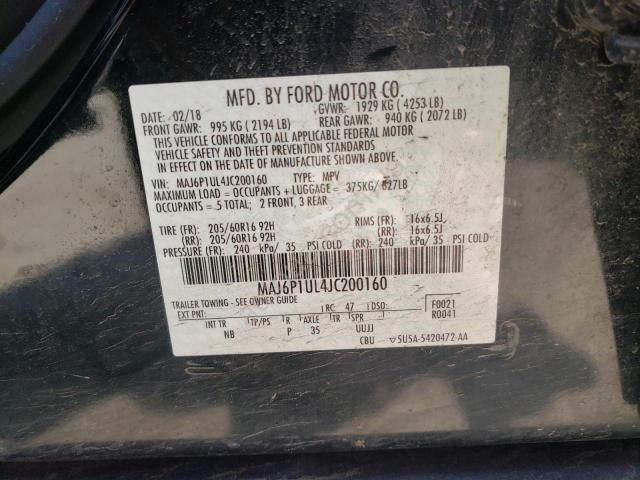 MFD. BY FORD MOTOR CO.
DATE: 02/18 GVWR: 1929 KG ( 4253 LB)
FRONT GAWR: 995 KG ( 2194 LB) REAR GAWR: 940 KG ( 2072 LB)
THIS VEHICLE CONFORMS TO ALL APPLICABLE FEDERAL MOTOR
VEHICLE SAFETY AND THEFT PREVENTION STANDARDS
IN EFFECT ON THE DATE OF MANUFACTURE SHOWN ABOVE.
VIN: MAJ6P1UL4JC200160 TYPE: MPV
MAXIMUM LOAD = OCCUPANTS + LUGGAGE = 375KG/ 827LB
OCCUPANTS = 5 TOTAL; 2 FRONT, 3 REAR
TIRE (FR): 205/60R16 92H RIMS (FR): 16x6.5J
(RR): 205/60R16 92H (RR): 16x6.5J
PRESSURE (FR): 240 kPa/ 35 PSI COLD (RR): 240 kPa/ 35 PSI COLD
MAJ6P1UL4JC200160
TRAILER TOWING - SEE OWNER GUIDE
EXT PNT: RC: 47 DSO: F0021
R0041
INT TR TP/PS R AXLE TR SPR
NB P 35 UUJJ
CBU 5U5A-5420472-AA